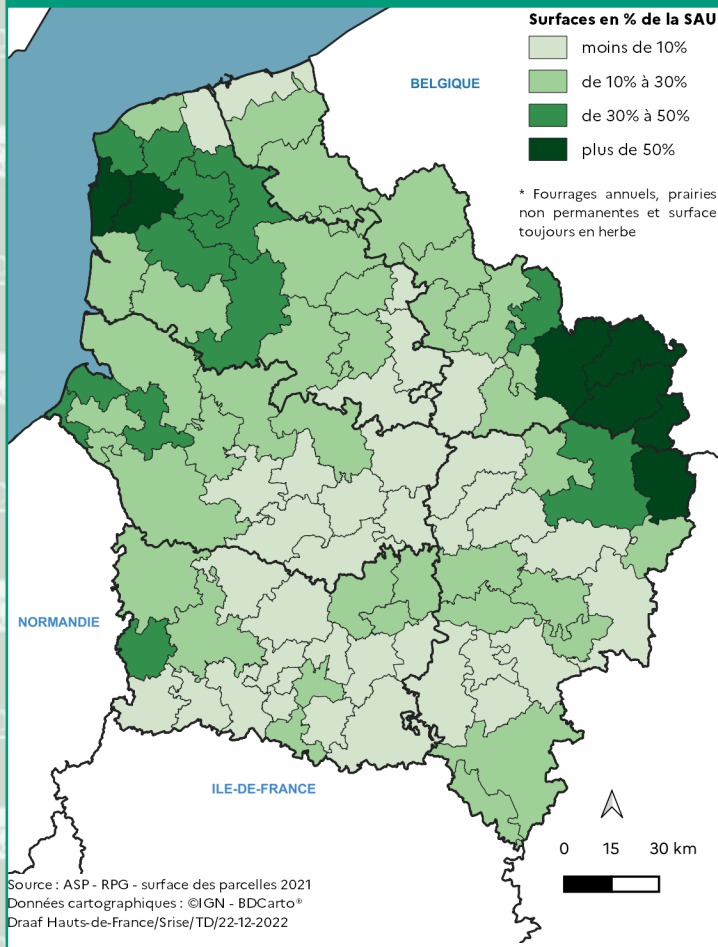 Surfaces en % de la SAU
moins de 10%
BELGIQUE
de 10% à 30%
de 30% à 50%
plus de 50%
* Fourrages annuels, prairies
non permanentes et surface
toujours en herbe
NORMANDIE
ILE-DE-FRANCE
0 15 30 km
Source : ASP - RPG - surface des parcelles 2021
Données cartographiques : ©IGN - BDCarto®
Draaf Hauts-de-France/Srise/TD/22-12-2022